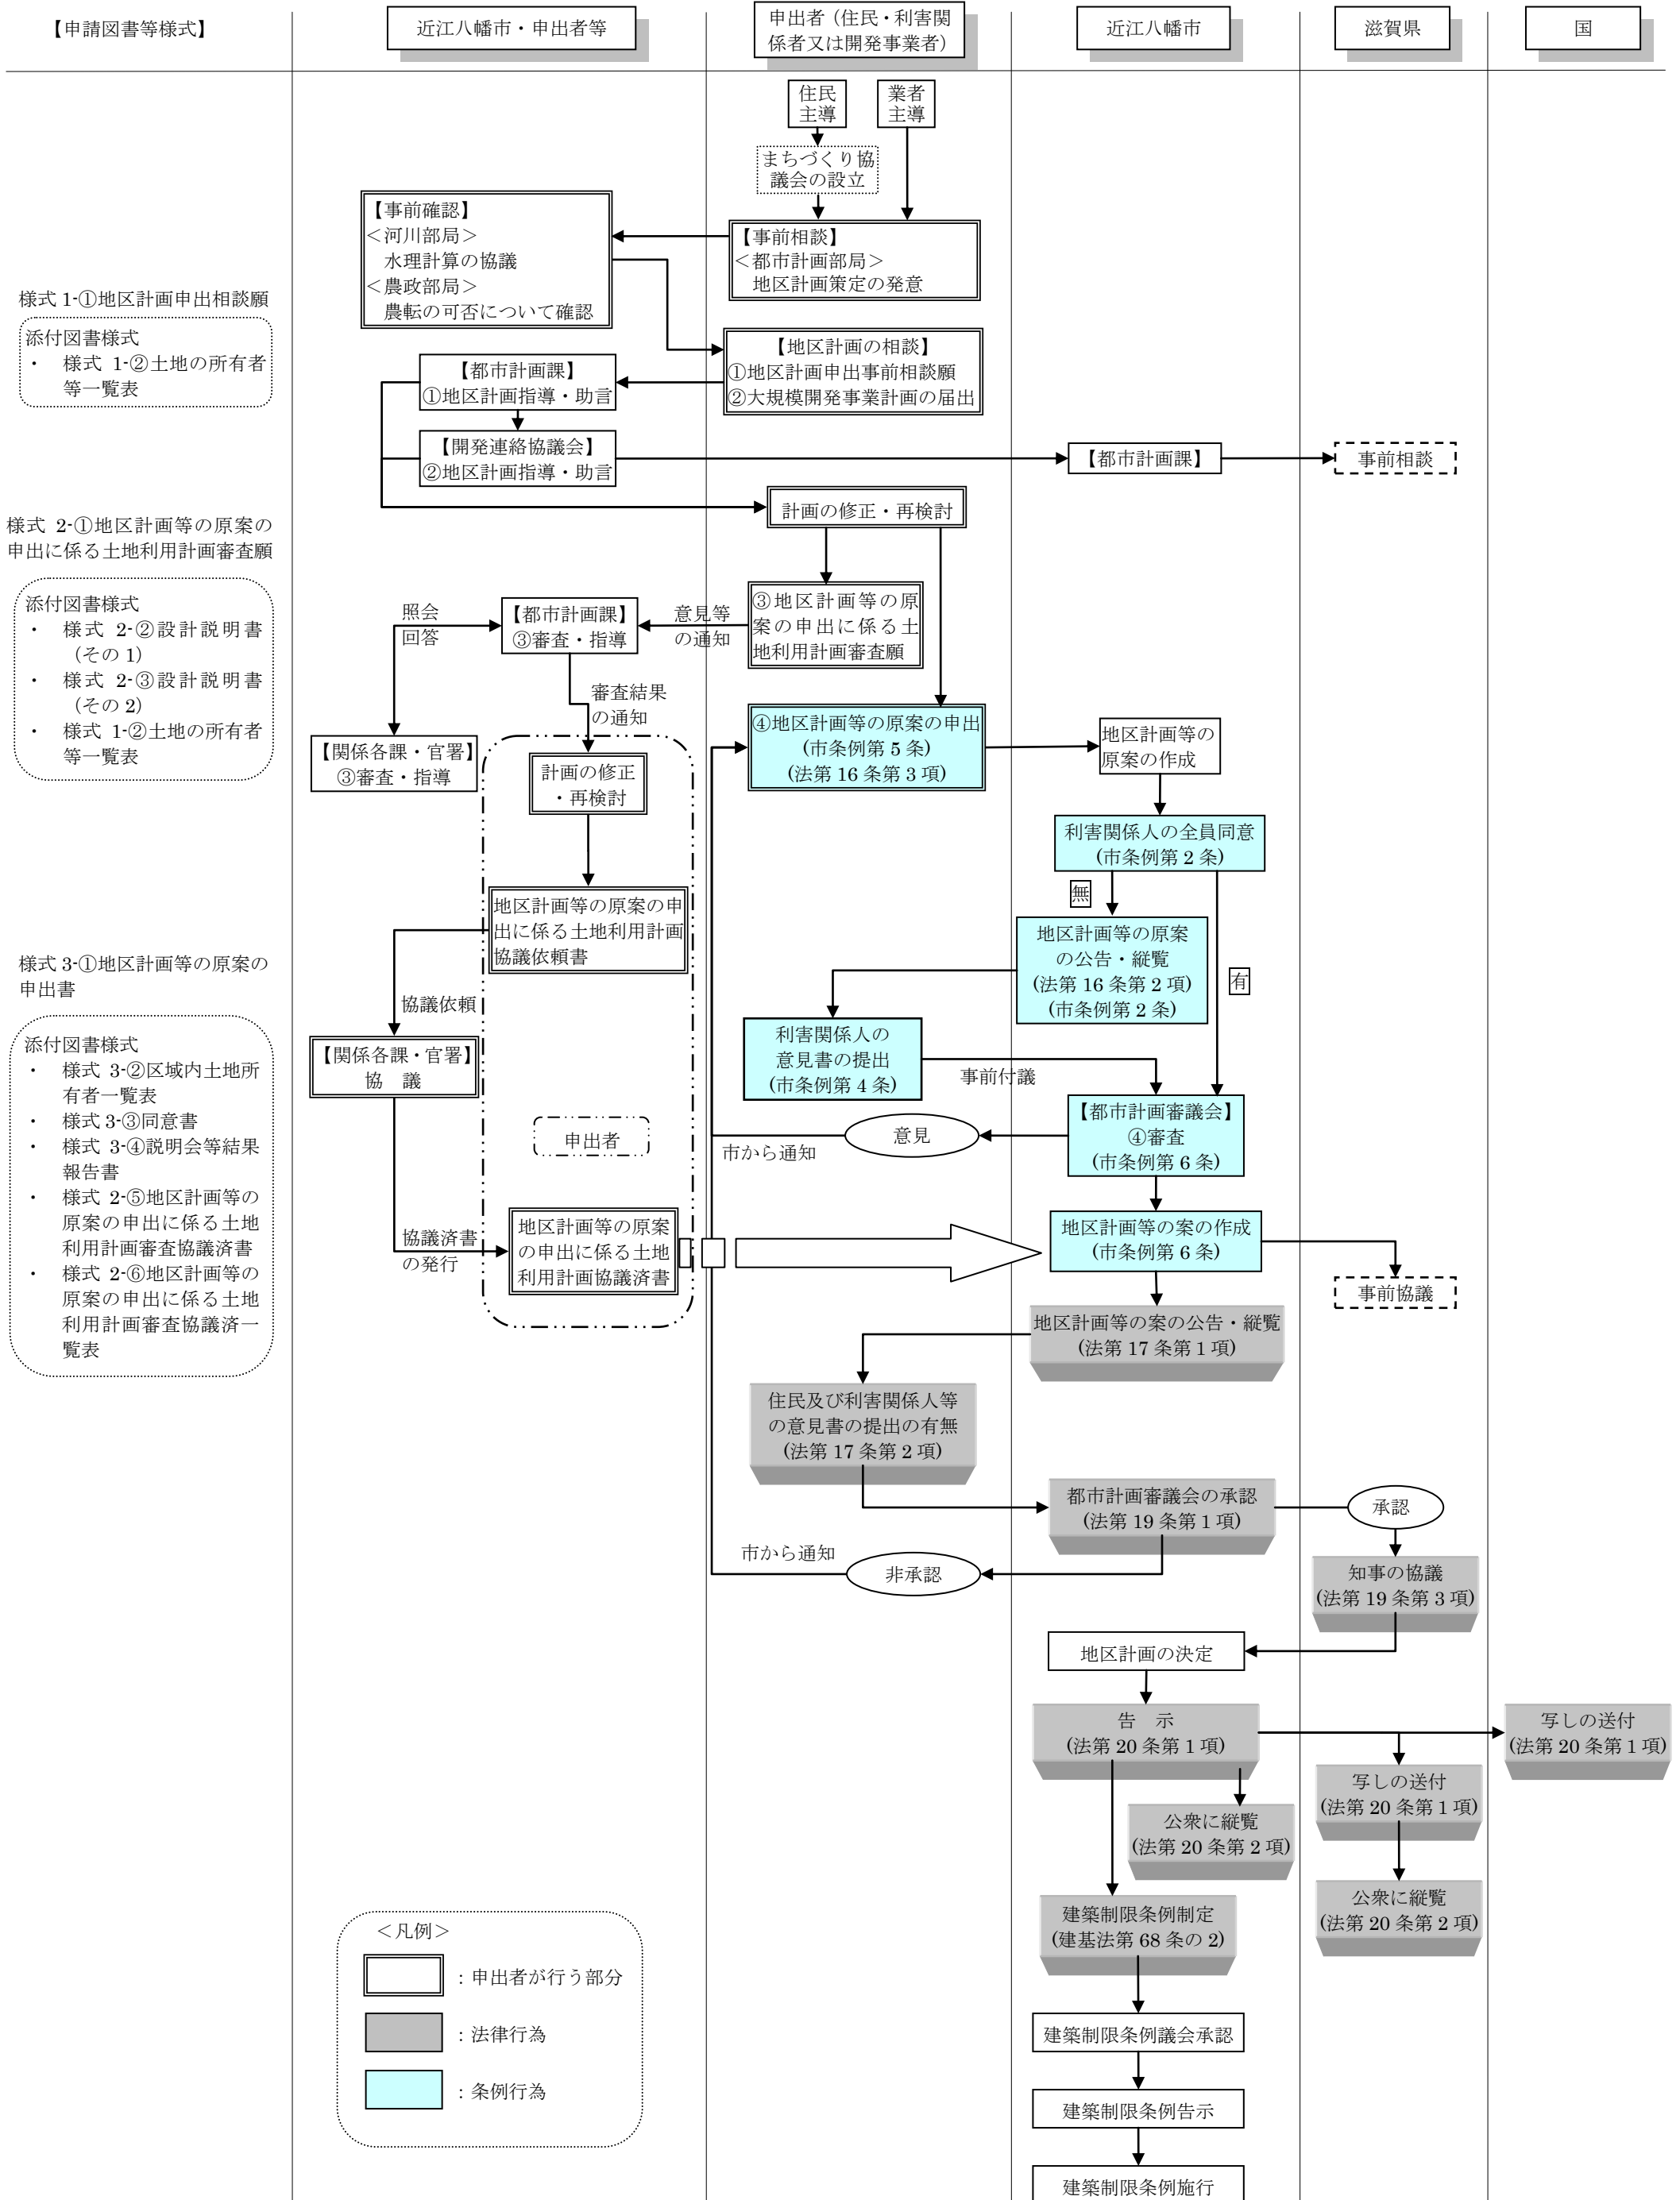 【申請図書等様式】
近江八幡市・申出者等
申出者（住民・利害関
係者又は開発事業者）
近江八幡市
滋賀県
国
住民
主導
業者
主導
まちづくり協
議会の設立
【事前確認】
＜河川部局＞
水理計算の協議
＜農政部局＞
農転の可否について確認
【事前相談】
＜都市計画部局＞
地区計画策定の発意
様式 1-①地区計画申出相談願
添付図書様式
・ 様式 1-②土地の所有者
等一覧表
【地区計画の相談】
①地区計画申出事前相談願
②大規模開発事業計画の届出
【都市計画課】
①地区計画指導・助言
【開発連絡協議会】
②地区計画指導・助言
【都市計画課】
事前相談
計画の修正・再検討
様式 2-①地区計画等の原案の
申出に係る土地利用計画審査願
添付図書様式
・ 様式 2-②設計説明書
（その 1）
・ 様式 2-③設計説明書
（その 2）
・ 様式 1-②土地の所有者
等一覧表
照会
回答
【都市計画課】
③審査・指導
意見等
の通知
③地区計画等の原
案の申出に係る土
地利用計画審査願
審査結果
の通知
【関係各課・官署】
③審査・指導
計画の修正
・再検討
④地区計画等の原案の申出
(市条例第 5 条)
(法第 16 条第 3 項)
地区計画等の
原案の作成
利害関係人の全員同意
(市条例第 2 条)
無
有
地区計画等の原案の申
出に係る土地利用計画
協議依頼書
地区計画等の原案
の公告・縦覧
(法第 16 条第 2 項)
(市条例第 2 条)
様式 3-①地区計画等の原案の
申出書
添付図書様式
・ 様式 3-②区域内土地所
有者一覧表
・ 様式 3-③同意書
・ 様式 3-④説明会等結果
報告書
・ 様式 2-⑤地区計画等の
原案の申出に係る土地
利用計画審査協議済書
・ 様式 2-⑥地区計画等の
原案の申出に係る土地
利用計画審査協議済一
覧表
協議依頼
【関係各課・官署】
協　議
利害関係人の
意見書の提出
(市条例第 4 条)
事前付議
【都市計画審議会】
④審査
(市条例第 6 条)
申出者
意見
市から通知
協議済書
の発行
地区計画等の原案
の申出に係る土地
利用計画協議済書
地区計画等の案の作成
(市条例第 6 条)
事前協議
地区計画等の案の公告・縦覧
(法第 17 条第 1 項)
住民及び利害関係人等
の意見書の提出の有無
(法第 17 条第 2 項)
都市計画審議会の承認
(法第 19 条第 1 項)
承認
市から通知
非承認
知事の協議
(法第 19 条第 3 項)
地区計画の決定
告　示
(法第 20 条第 1 項)
写しの送付
(法第 20 条第 1 項)
写しの送付
(法第 20 条第 1 項)
公衆に縦覧
(法第 20 条第 2 項)
公衆に縦覧
(法第 20 条第 2 項)
建築制限条例制定
(建基法第 68 条の 2)
建築制限条例議会承認
建築制限条例告示
建築制限条例施行
＜凡例＞
：申出者が行う部分
：法律行為
：条例行為